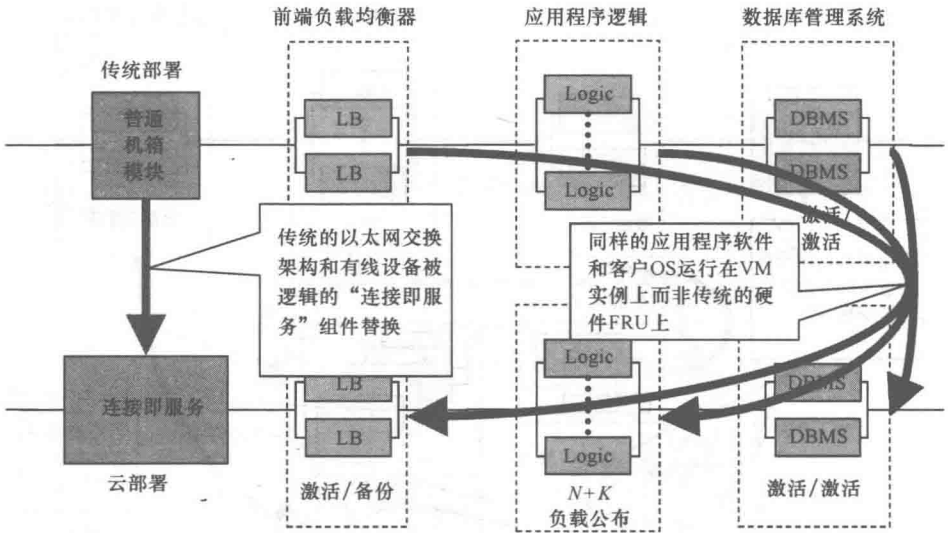 前端负载均衡器
应用程序逻辑
数据库管理系统
传统部署
普通
机箱
模块
LB
LB
Logic
Logic
DBMS
DBMS
激活/
激活
传统的以太网交换
架构和有线设备被
逻辑的“连接即服
务”组件替换
同样的应用程序软件
和客户OS运行在VM
实例上而非传统的硬
件FRU上
连接即服务
云部署
LB
LB
激活/备份
Logic
Logic
N+K
负载公布
DBMS
DBMS
激活/激活